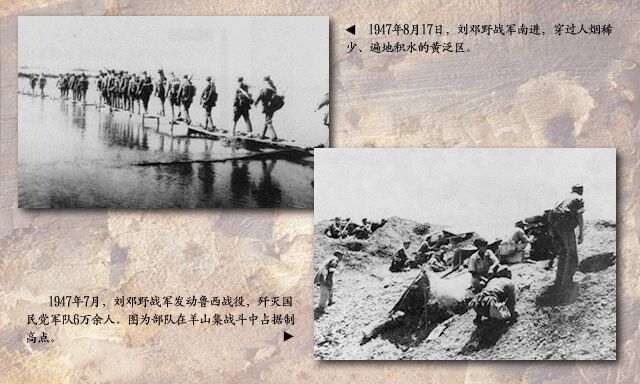 ◀ 1947年8月17日，刘邓野战军南进，穿过人烟稀
少、遍地积水的黄泛区。
1947年7月，刘邓野战军发动鲁西战役，歼灭国
民党军队6万余人。图为部队在羊山集战斗中占据制
高点。 ▶